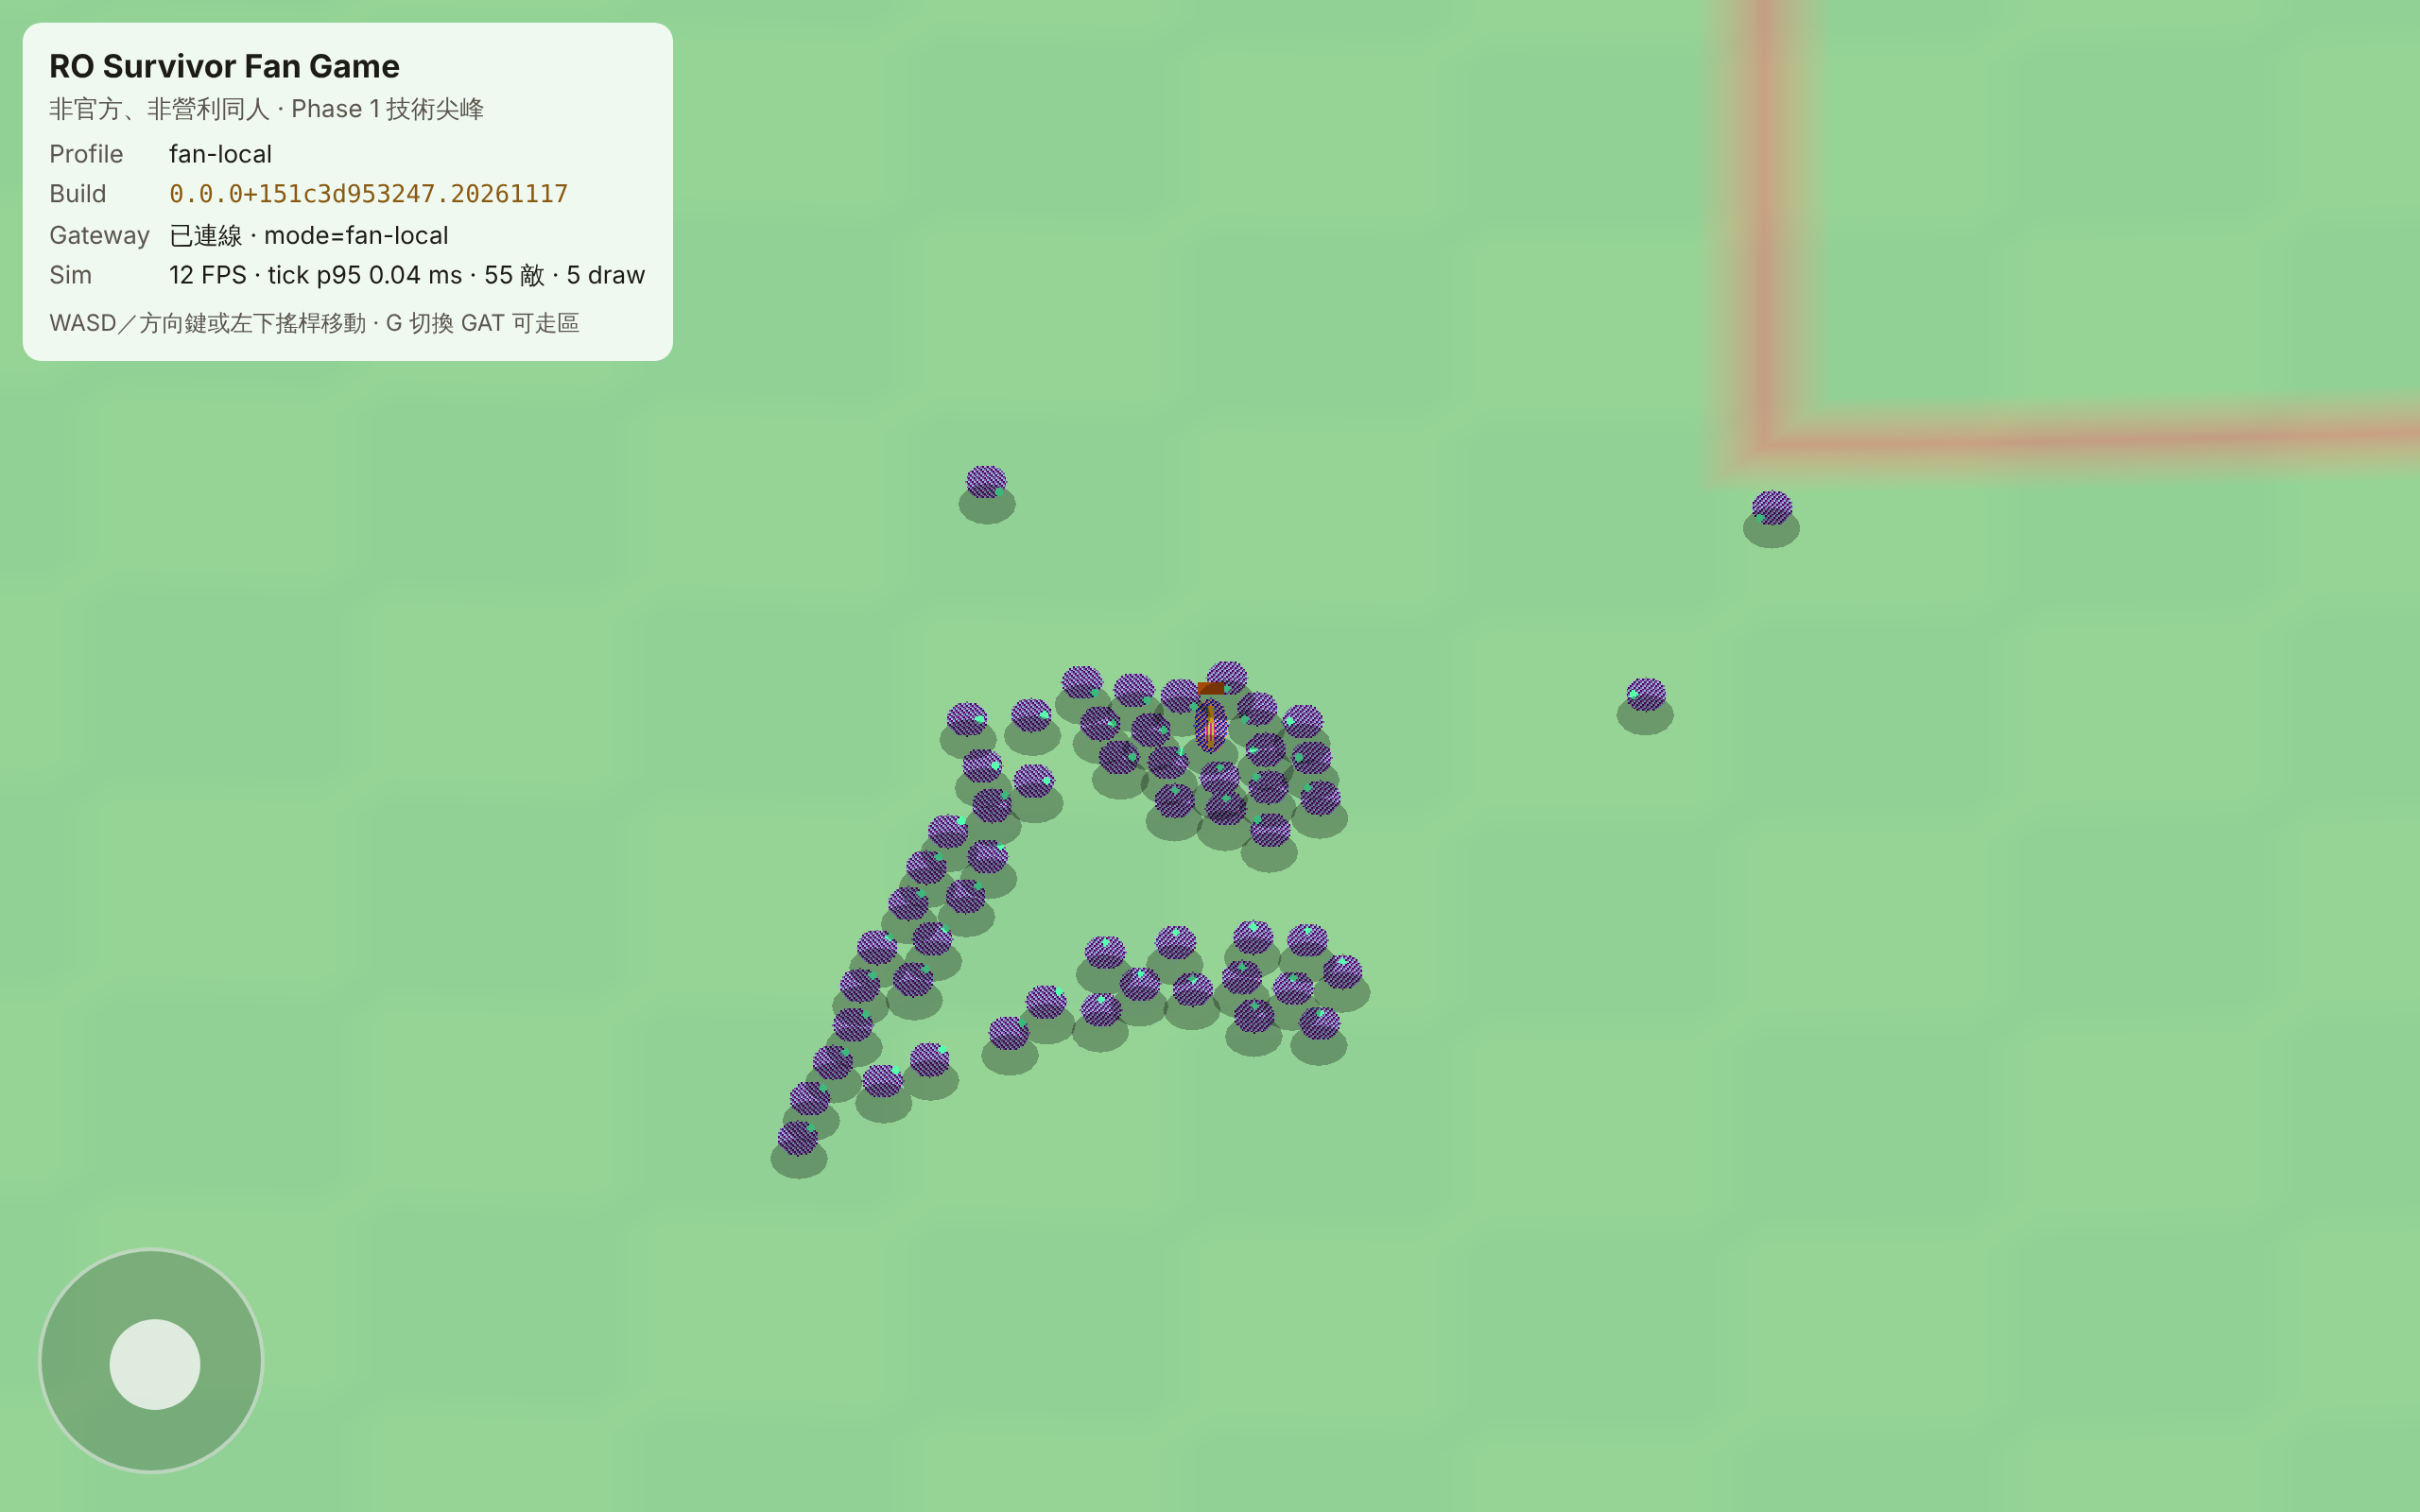 RO Survivor Fan Game
非官方、非營利同人 · Phase 1 技術尖峰
Profile fan-local
Build 0.0.0+151c3d953247.20261117
Gateway 已連線 · mode=fan-local
Sim 12 FPS · tick p95 0.04 ms · 55 敵 · 5 draw
WASD／方向鍵或左下搖桿移動 · G 切換 GAT 可走區